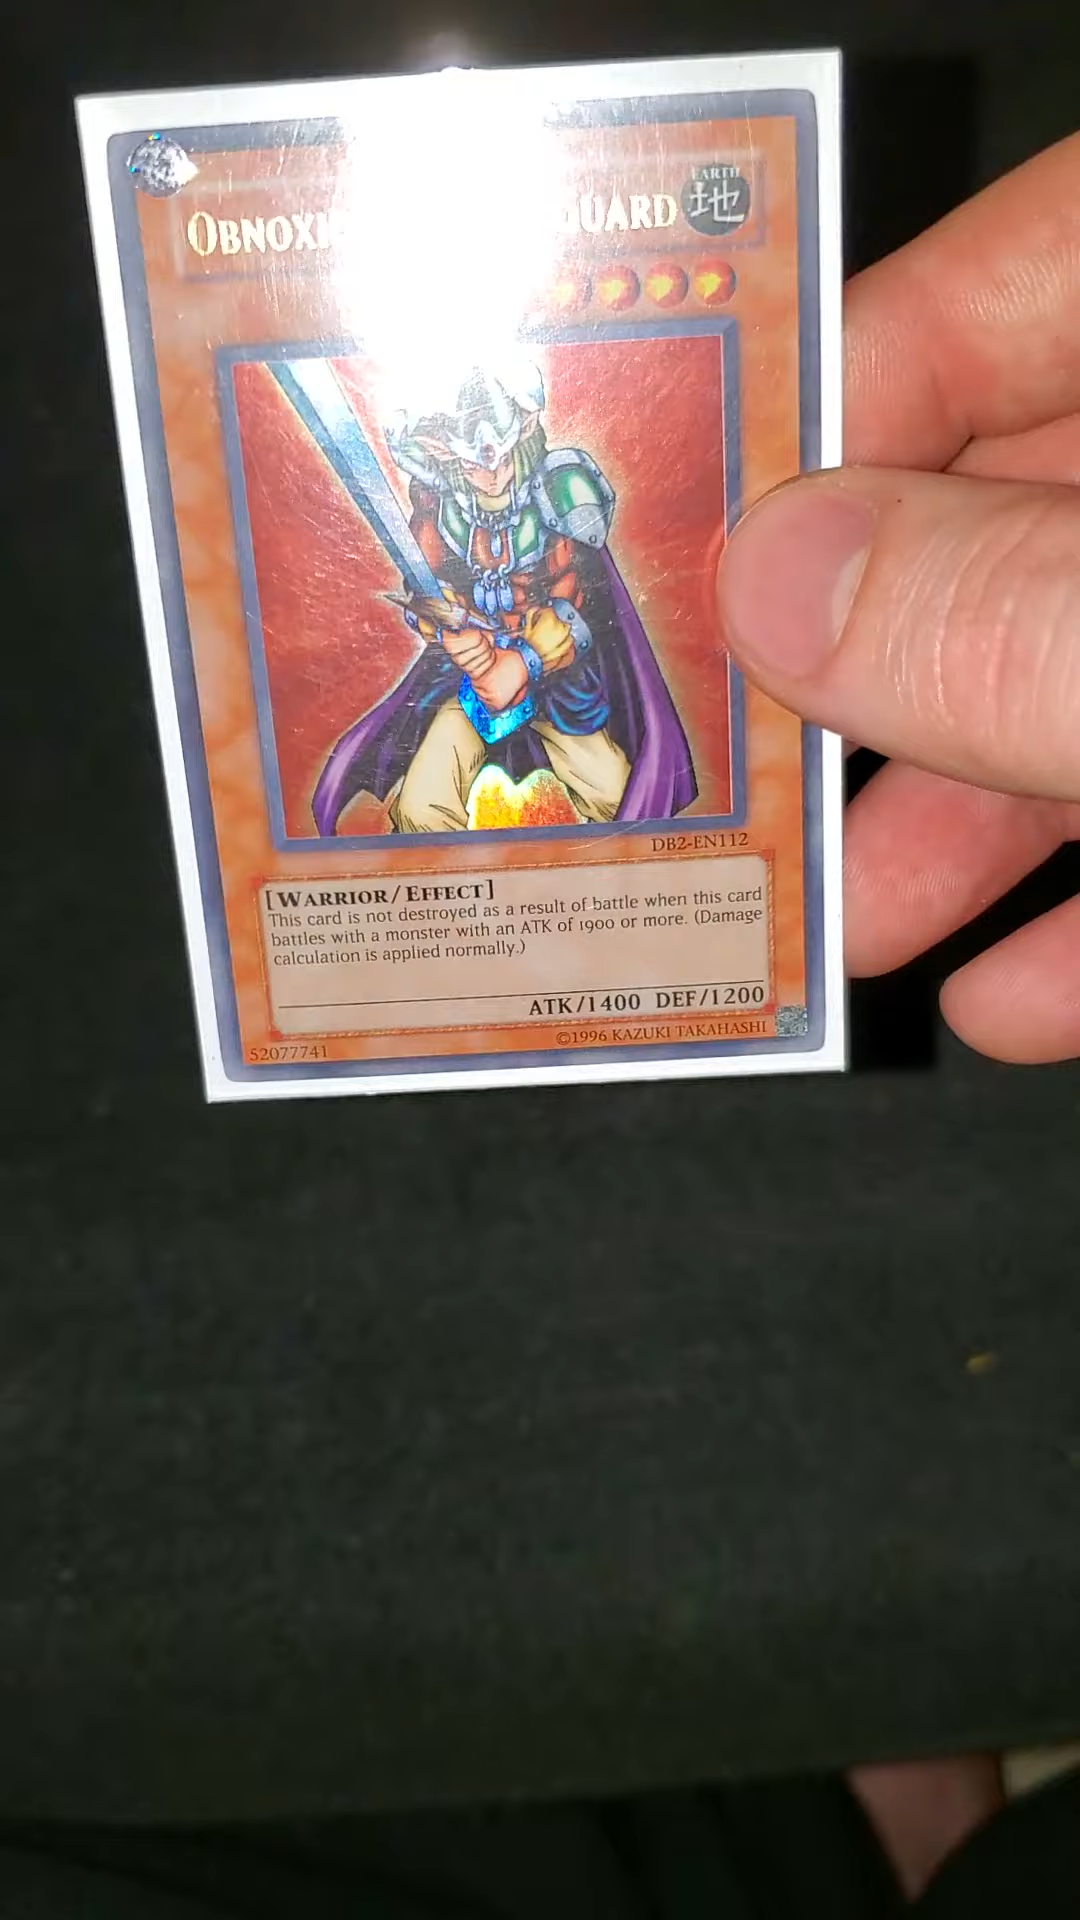 OBNOXI UARD
EARTH
地
DB2-EN112
[WARRIOR/EFFECT]
This card is not destroyed as a result of battle when this card
battles with a monster with an ATK of 1900 or more. (Damage
calculation is applied normally.)
ATK/1400 DEF/1200
52077741
©1996 KAZUKI TAKAHASHI